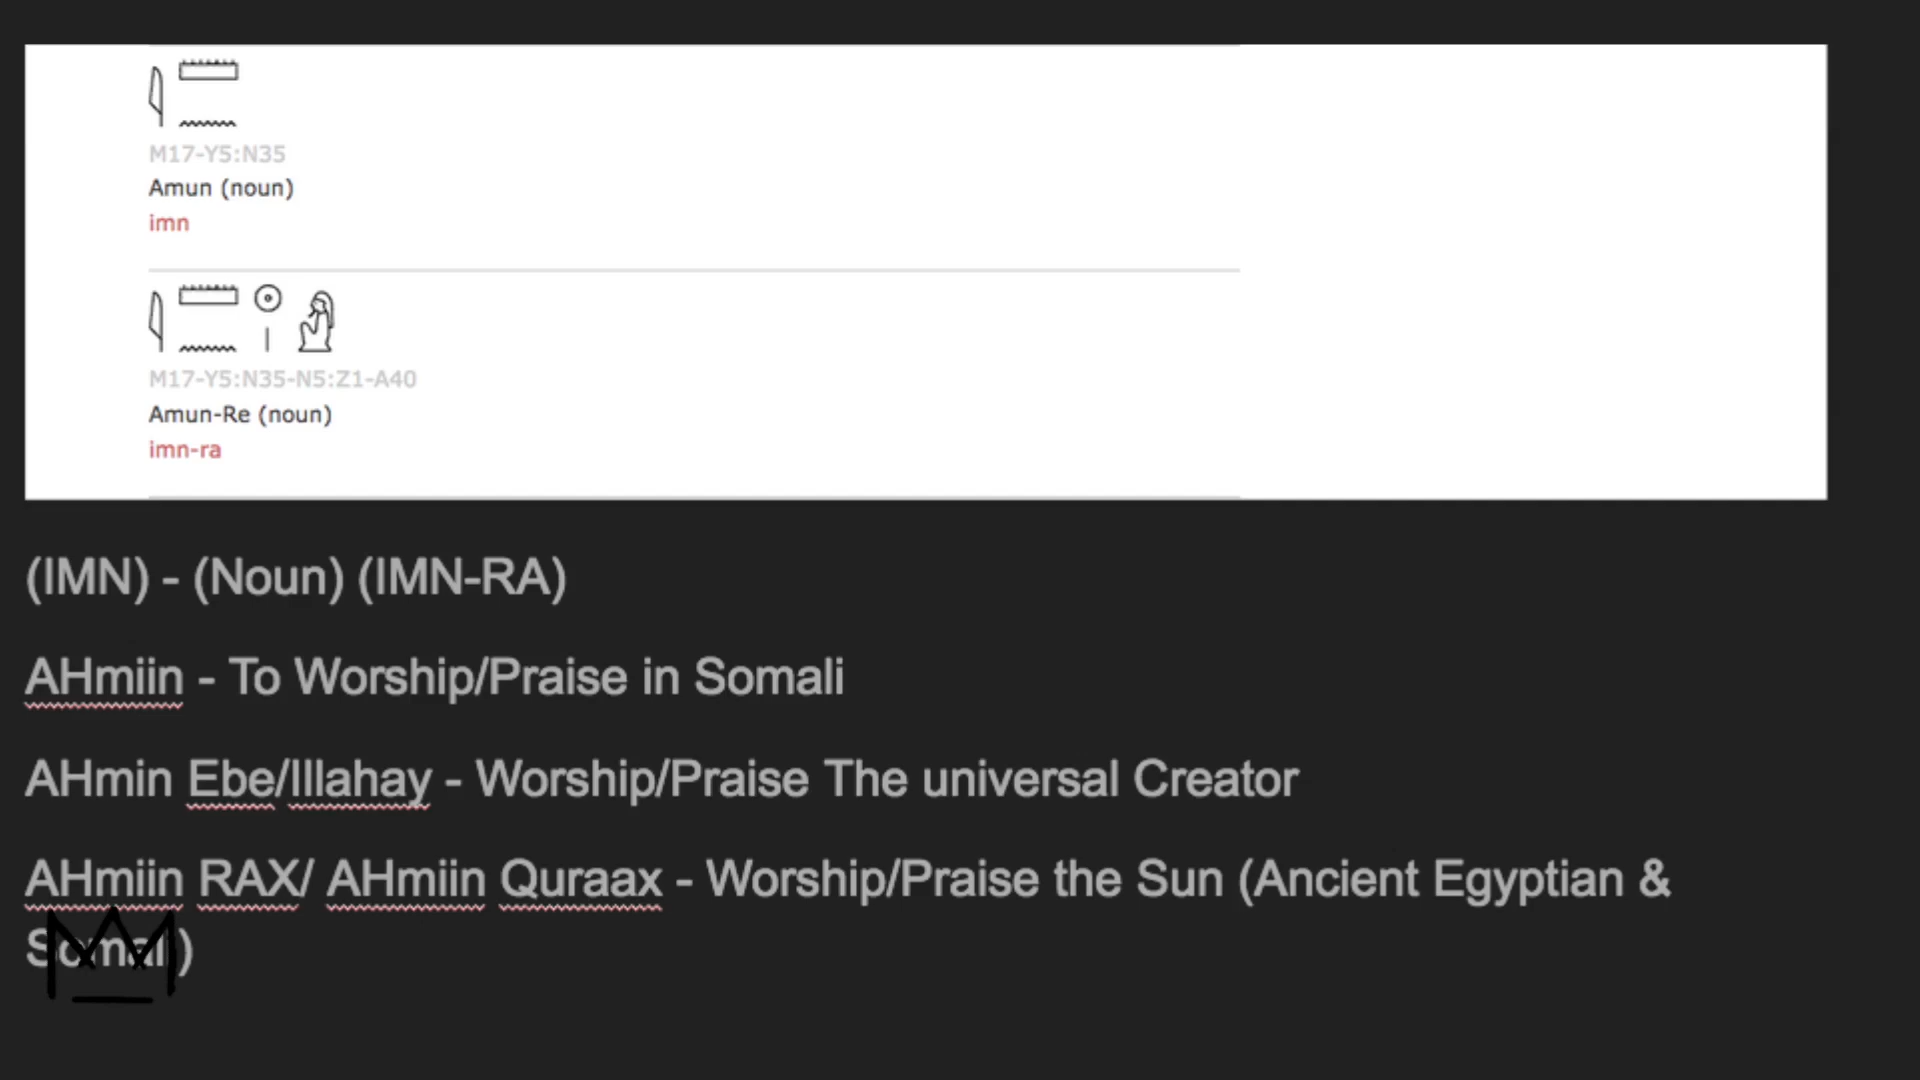 M17-Y5:N35
Amun (noun)
imn
M17-Y5:N35-N5:Z1-A40
Amun-Re (noun)
imn-ra
(IMN) - (Noun) (IMN-RA)
AHmiin - To Worship/Praise in Somali
AHmin Ebe/Illahay - Worship/Praise The universal Creator
AHmiin RAX/ AHmiin Quraax - Worship/Praise the Sun (Ancient Egyptian &
Somali)